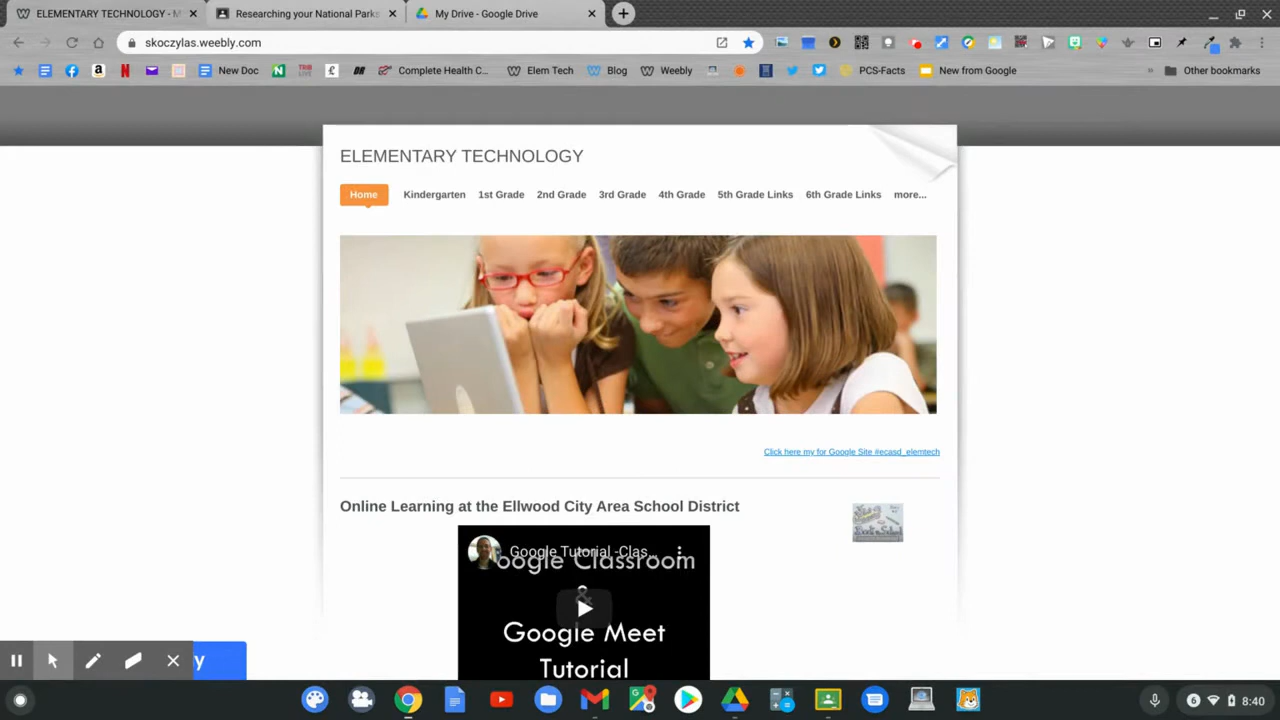 ELEMENTARY TECHNOLOGY - M
Researching your National Parks
My Drive - Google Drive
skoczylas.weebly.com
New Doc
Complete Health C...
Elem Tech
Blog
Weebly
PCS-Facts
New from Google
»
Other bookmarks
ELEMENTARY TECHNOLOGY
Home Kindergarten 1st Grade 2nd Grade 3rd Grade 4th Grade 5th Grade Links 6th Grade Links more...
Click here my for Google Site #ecasd_elemtech
Online Learning at the Ellwood City Area School District
Google Tutorial -Clas...
oogle Classroom
&
Google Meet
Tutorial
y
6 8:40